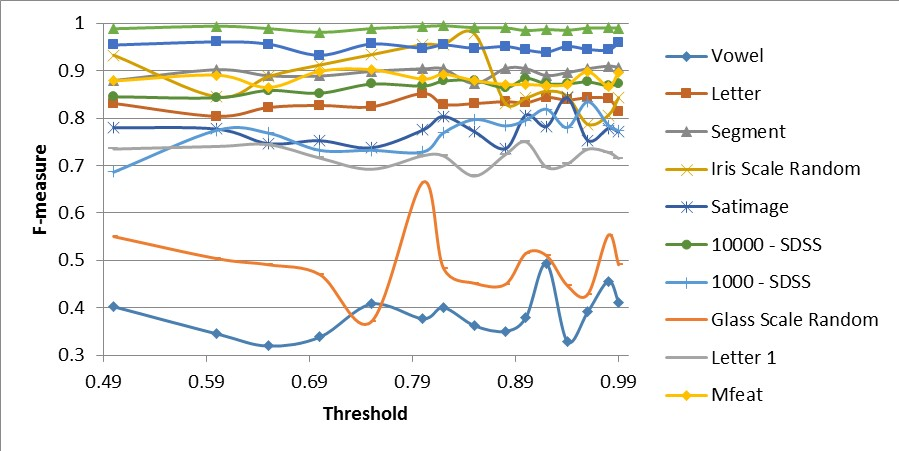 1
0.9
0.8
0.7
0.6
0.5
0.4
0.3
F-measure
0.49 0.59 0.69 0.79 0.89 0.99
Threshold
Vowel
Letter
Segment
Iris Scale Random
Satimage
10000 - SDSS
1000 - SDSS
Glass Scale Random
Letter 1
Mfeat